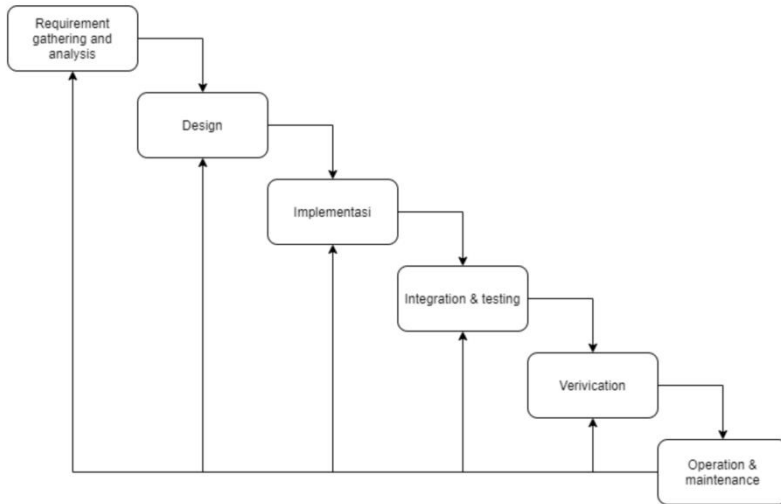 Requirement
gathering and
analysis
Design
Implementasi
Integration & testing
Verivication
Operation &
maintenance